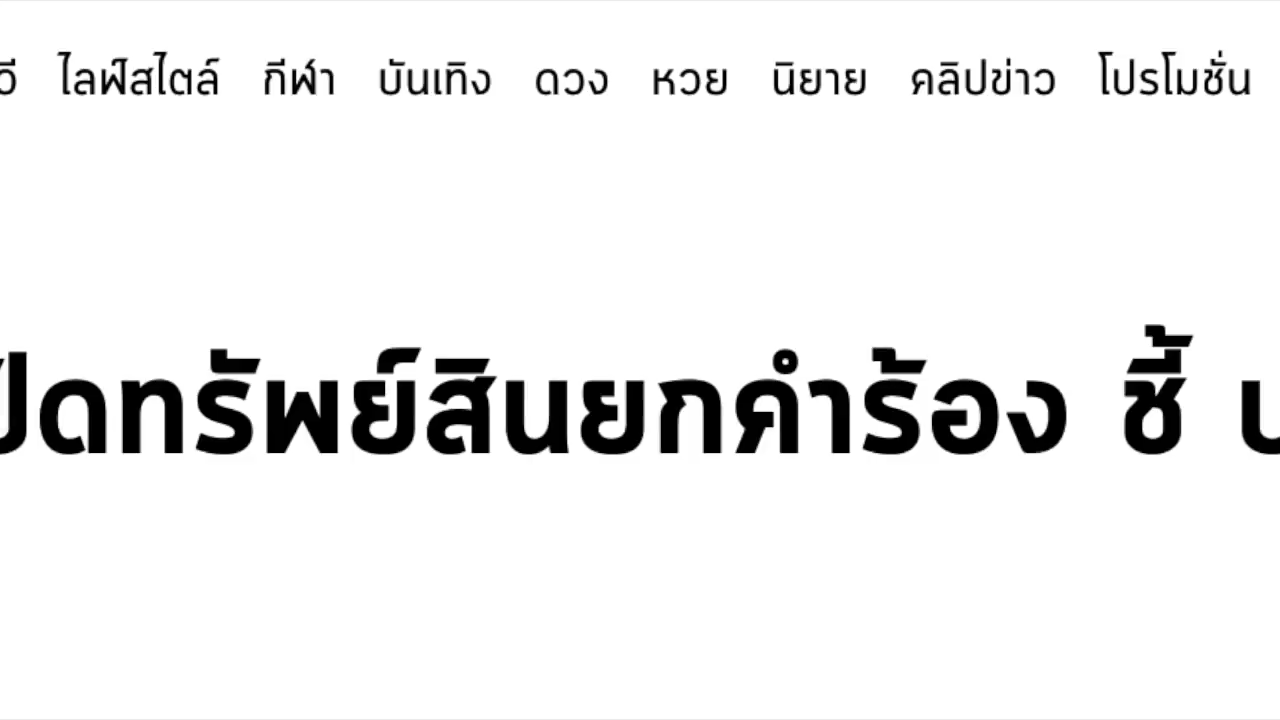 ไลฟ์สไตล์ กีฬา บันเทิง ดวง หวย นิยาย คลิปข่าว โปรโมชั่น
ปิดทรัพย์สินยกคำร้อง ชี้